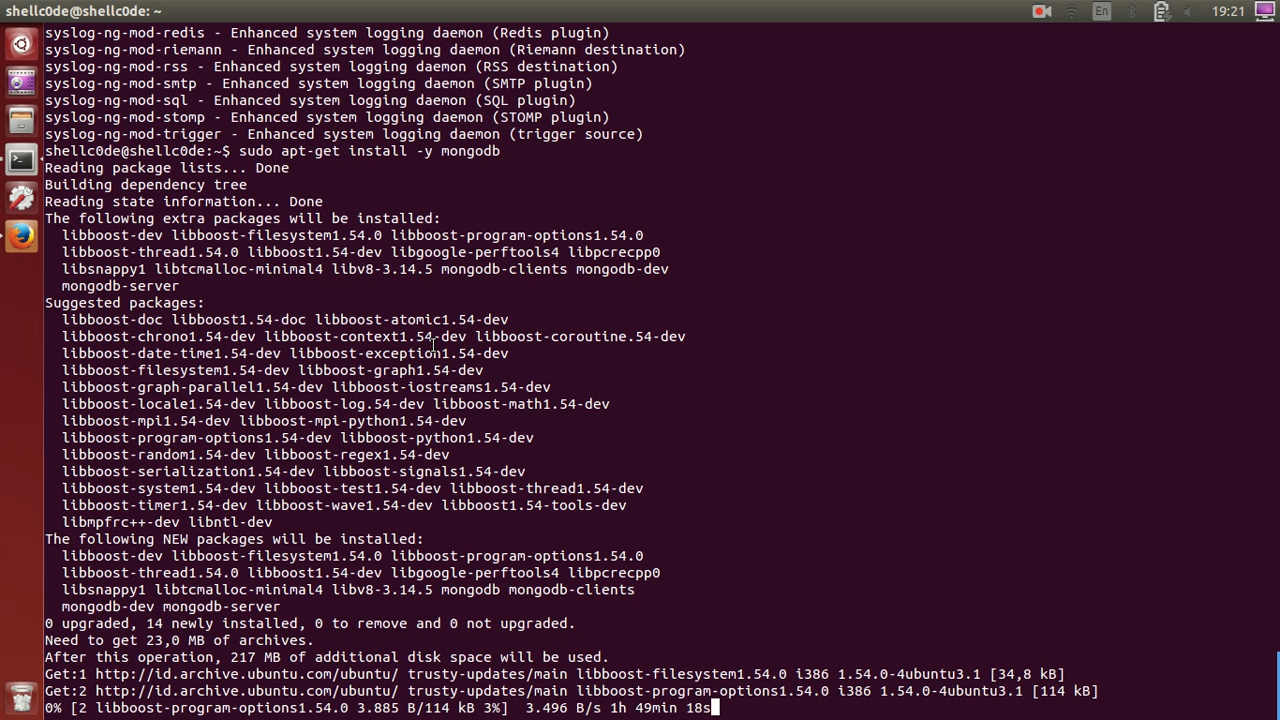 shellc0de@shellc0de: ~
En
19:21
syslog-ng-mod-redis - Enhanced system logging daemon (Redis plugin)
syslog-ng-mod-riemann - Enhanced system logging daemon (Riemann destination)
syslog-ng-mod-rss - Enhanced system logging daemon (RSS destination)
syslog-ng-mod-smtp - Enhanced system logging daemon (SMTP plugin)
syslog-ng-mod-sql - Enhanced system logging daemon (SQL plugin)
syslog-ng-mod-stomp - Enhanced system logging daemon (STOMP plugin)
syslog-ng-mod-trigger - Enhanced system logging daemon (trigger source)
shellc0de@shellc0de:~$ sudo apt-get install -y mongodb
Reading package lists... Done
Building dependency tree
Reading state information... Done
The following extra packages will be installed:
  libboost-dev libboost-filesystem1.54.0 libboost-program-options1.54.0
  libboost-thread1.54.0 libboost1.54-dev libgoogle-perftools4 libpcrecpp0
  libsnappy1 libtcmalloc-minimal4 libv8-3.14.5 mongodb-clients mongodb-dev
  mongodb-server
Suggested packages:
  libboost-doc libboost1.54-doc libboost-atomic1.54-dev
  libboost-chrono1.54-dev libboost-context1.54-dev libboost-coroutine.54-dev
  libboost-date-time1.54-dev libboost-exception1.54-dev
  libboost-filesystem1.54-dev libboost-graph1.54-dev
  libboost-graph-parallel1.54-dev libboost-iostreams1.54-dev
  libboost-locale1.54-dev libboost-log.54-dev libboost-math1.54-dev
  libboost-mpi1.54-dev libboost-mpi-python1.54-dev
  libboost-program-options1.54-dev libboost-python1.54-dev
  libboost-random1.54-dev libboost-regex1.54-dev
  libboost-serialization1.54-dev libboost-signals1.54-dev
  libboost-system1.54-dev libboost-test1.54-dev libboost-thread1.54-dev
  libboost-timer1.54-dev libboost-wave1.54-dev libboost1.54-tools-dev
  libmpfrc++-dev libntl-dev
The following NEW packages will be installed:
  libboost-dev libboost-filesystem1.54.0 libboost-program-options1.54.0
  libboost-thread1.54.0 libboost1.54-dev libgoogle-perftools4 libpcrecpp0
  libsnappy1 libtcmalloc-minimal4 libv8-3.14.5 mongodb mongodb-clients
  mongodb-dev mongodb-server
0 upgraded, 14 newly installed, 0 to remove and 0 not upgraded.
Need to get 23,0 MB of archives.
After this operation, 217 MB of additional disk space will be used.
Get:1 http://id.archive.ubuntu.com/ubuntu/ trusty-updates/main libboost-filesystem1.54.0 i386 1.54.0-4ubuntu3.1 [34,8 kB]
Get:2 http://id.archive.ubuntu.com/ubuntu/ trusty-updates/main libboost-program-options1.54.0 i386 1.54.0-4ubuntu3.1 [114 kB]
0% [2 libboost-program-options1.54.0 3.885 B/114 kB 3%]  3.496 B/s 1h 49min 18s